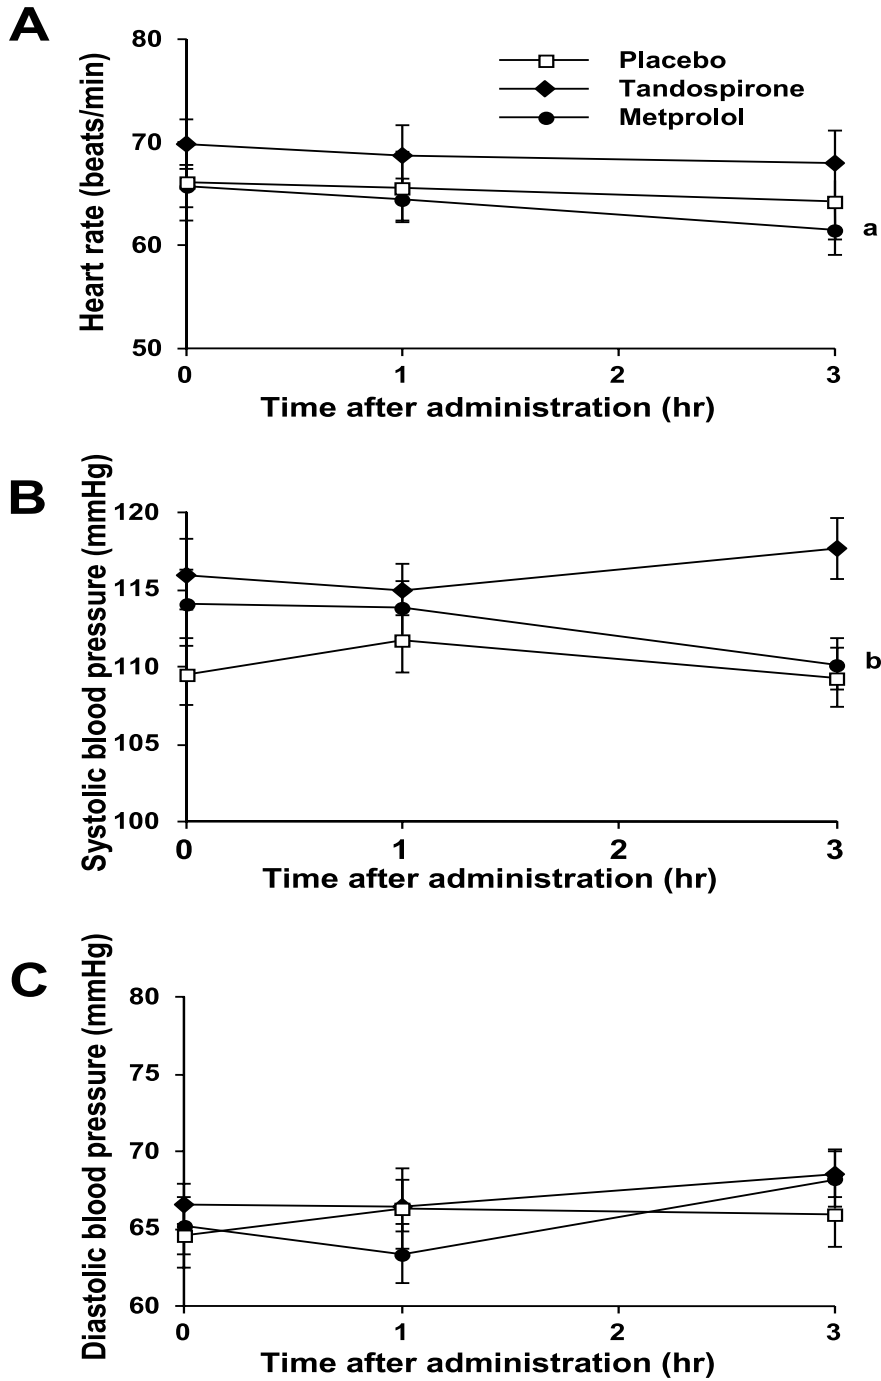 A
Heart rate (beats/min)
80
70
60
50
Placebo
Tandospirone
Metprolol
a
0 1 2 3
Time after administration (hr)
B
Systolic blood pressure (mmHg)
120
115
110
105
100
b
0 1 2 3
Time after administration (hr)
C
Diastolic blood pressure (mmHg)
80
75
70
65
60
0 1 2 3
Time after administration (hr)